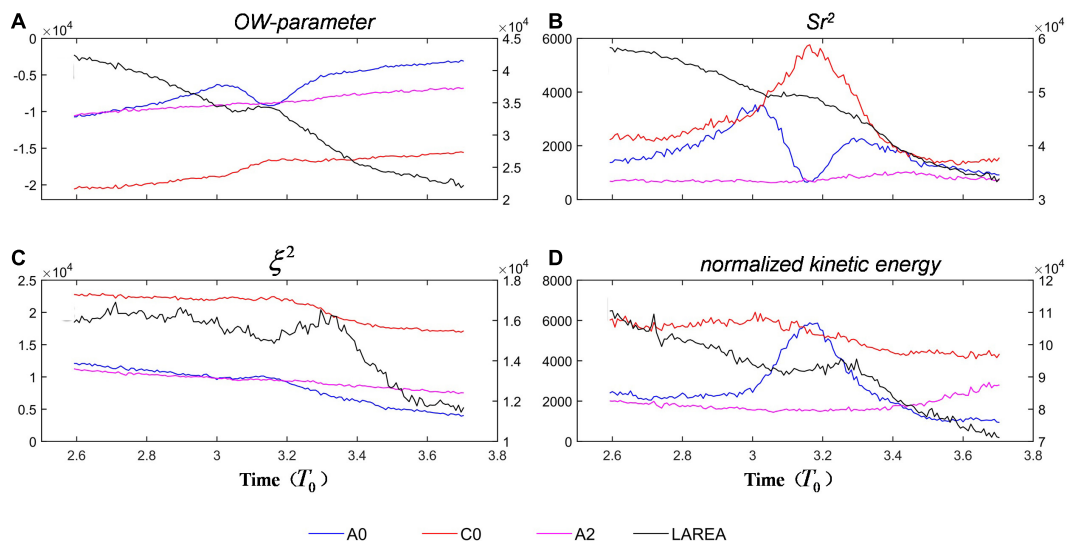 A OW-parameter
×10⁴ ×10⁴
0 4.5
-0.5 4
-1 3.5
3
-1.5 2.5
-2 2
B Sr²
×10⁴
6000 6
4000 5
2000 4
0 3
C ξ²
×10⁴ ×10⁴
2.5 1.8
2 1.6
1.5
1 1.4
0.5 1.2
0 1
2.6 2.8 3 3.2 3.4 3.6 3.8
Time (T₀)
D normalized kinetic energy
×10⁴
8000 12
11
6000 10
4000 9
2000 8
0 7
2.6 2.8 3 3.2 3.4 3.6 3.8
Time (T₀)
A0 C0 A2 LAREA